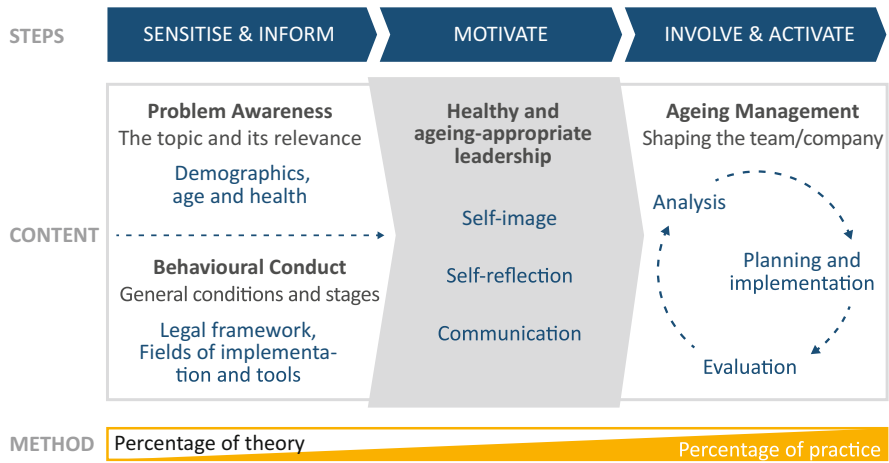 STEPS
SENSITISE & INFORM
MOTIVATE
INVOLVE & ACTIVATE
CONTENT
Problem Awareness
The topic and its relevance
Demographics,
age and health
Behavioural Conduct
General conditions and stages
Legal framework,
Fields of implementa-
tion and tools
Healthy and
ageing-appropriate
leadership
Self-image
Self-reflection
Communication
Ageing Management
Shaping the team/company
Analysis
Planning and
implementation
Evaluation
METHOD
Percentage of theory
Percentage of practice